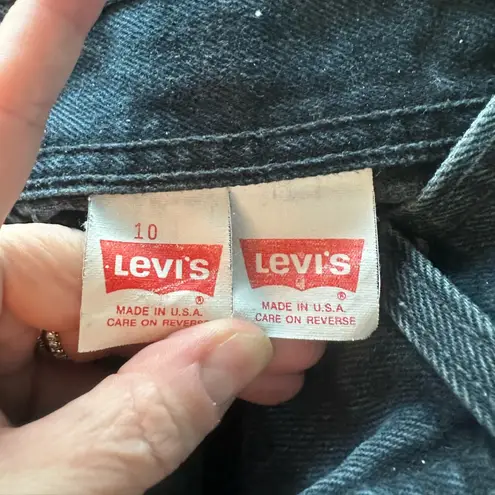 10
LEVI'S
®
MADE IN U.S.A.
CARE ON REVERSE
LEVI'S
®
MADE IN U.S.A.
CARE ON REVERSE